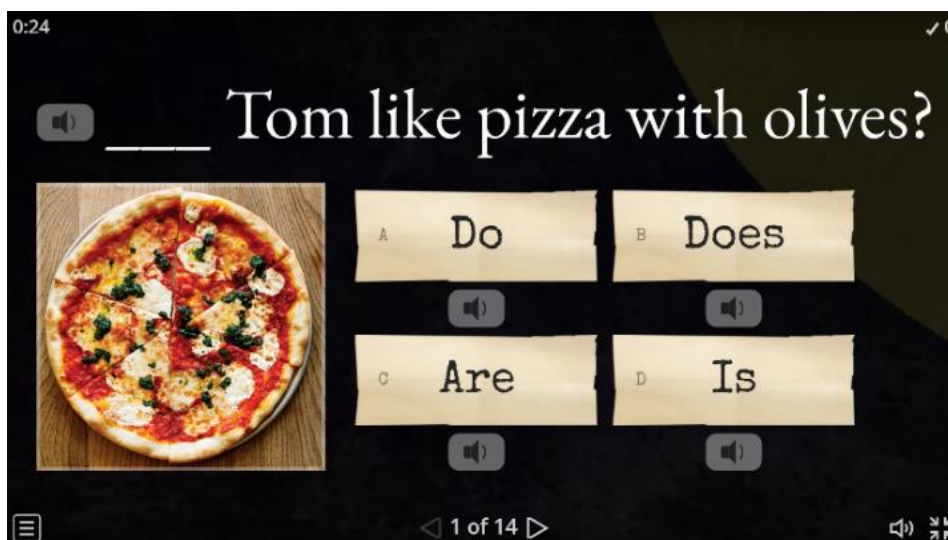 0:24
___ Tom like pizza with olives?
A Do
B Does
C Are
D Is
1 of 14